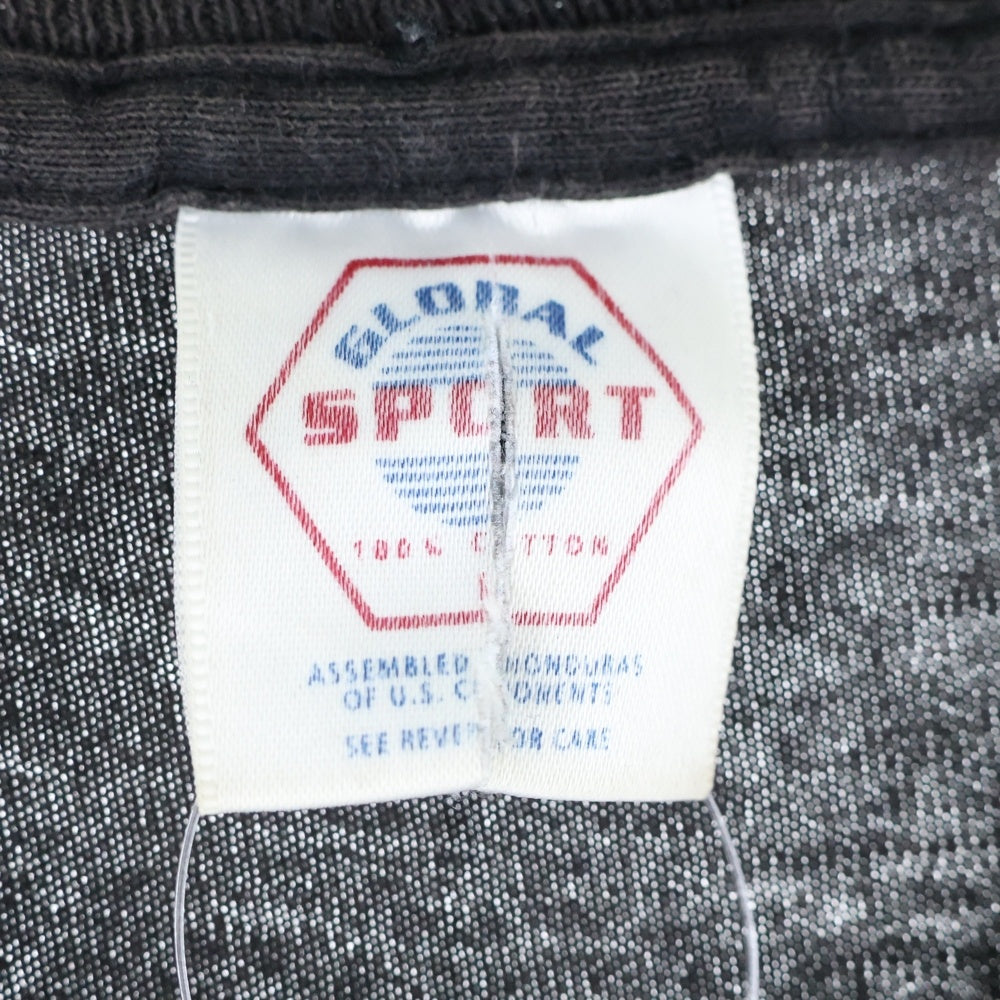 GLOBAL
SPORT
100% COTTON
ASSEMBLED HONDURAS
OF U.S. COMPONENTS
SEE REVERSE FOR CARE